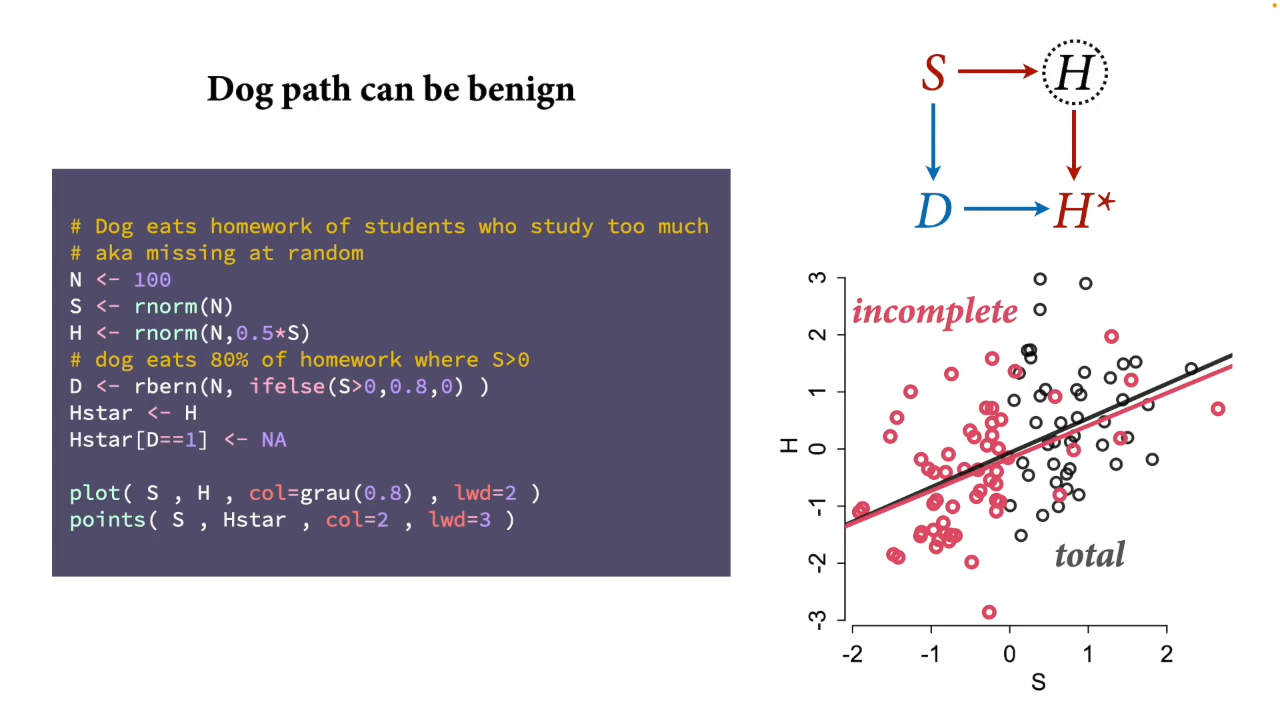 Dog path can be benign
# Dog eats homework of students who study too much
# aka missing at random
N <- 100
S <- rnorm(N)
H <- rnorm(N,0.5*S)
# dog eats 80% of homework where S>0
D <- rbern(N, ifelse(S>0,0.8,0) )
Hstar <- H
Hstar[D==1] <- NA
plot( S , H , col=grau(0.8) , lwd=2 )
points( S , Hstar , col=2 , lwd=3 )
S H
D H*
incomplete
total
3
2
1
0
-1
-2
-3
H
-2 -1 0 1 2
S